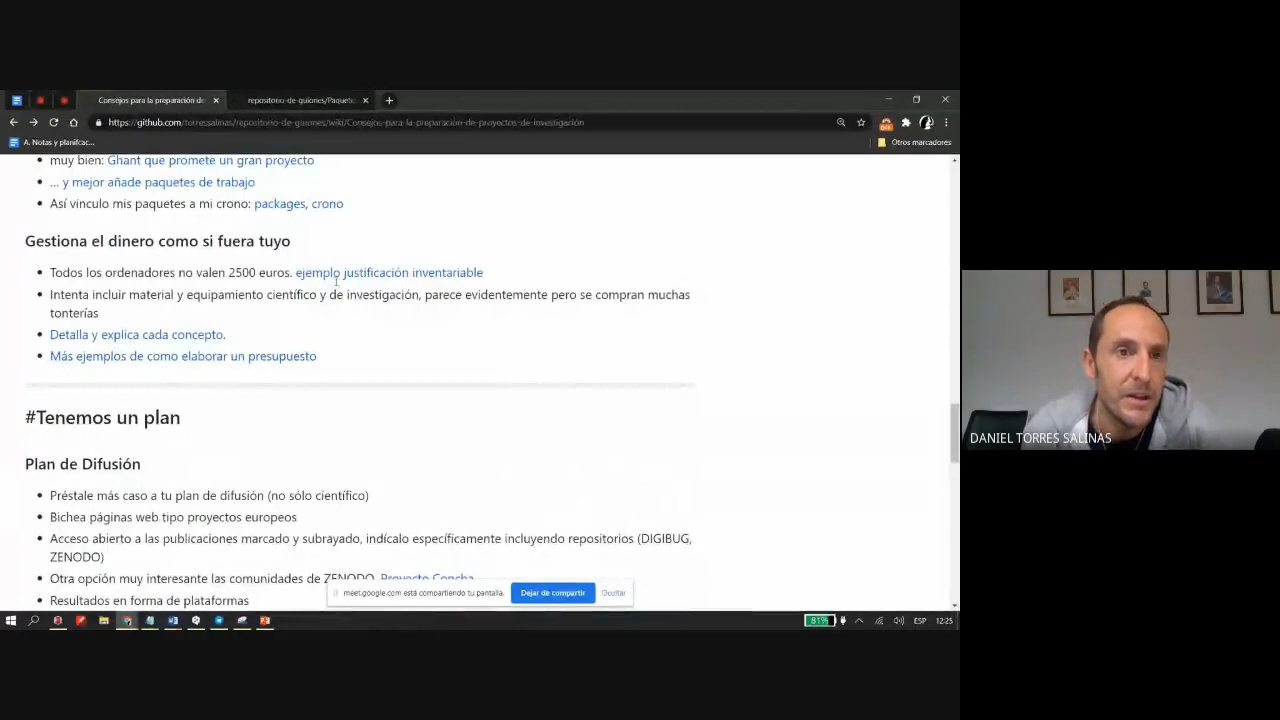 Consejos para la preparación de
repositorio-de-guiones/Paquete
https://github.com/torressalinas/repositorio-de-guiones/wiki/Consejos-para-la-preparación-de-proyectos-de-investigación
A. Notas y planifcac...
Otros marcadores
muy bien: Ghant que promete un gran proyecto
... y mejor añade paquetes de trabajo
Así vínculo mis paquetes a mi crono: packages, crono
Gestiona el dinero como si fuera tuyo
Todos los ordenadores no valen 2500 euros. ejemplo justificación inventariable
Intenta incluir material y equipamiento científico y de investigación, parece evidentemente pero se compran muchas
tonterías
Detalla y explica cada concepto.
Más ejemplos de como elaborar un presupuesto
#Tenemos un plan
Plan de Difusión
Préstale más caso a tu plan de difusión (no sólo científico)
Bichea páginas web tipo proyectos europeos
Acceso abierto a las publicaciones marcado y subrayado, indícalo específicamente incluyendo repositorios (DIGIBUG,
ZENODO)
Otra opción muy interesante las comunidades de ZENODO. Proyecto Concha
meet.google.com está compartiendo tu pantalla.
Dejar de compartir
Ocultar
Resultados en forma de plataformas
81%
ESP
12:25
DANIEL TORRES SALINAS